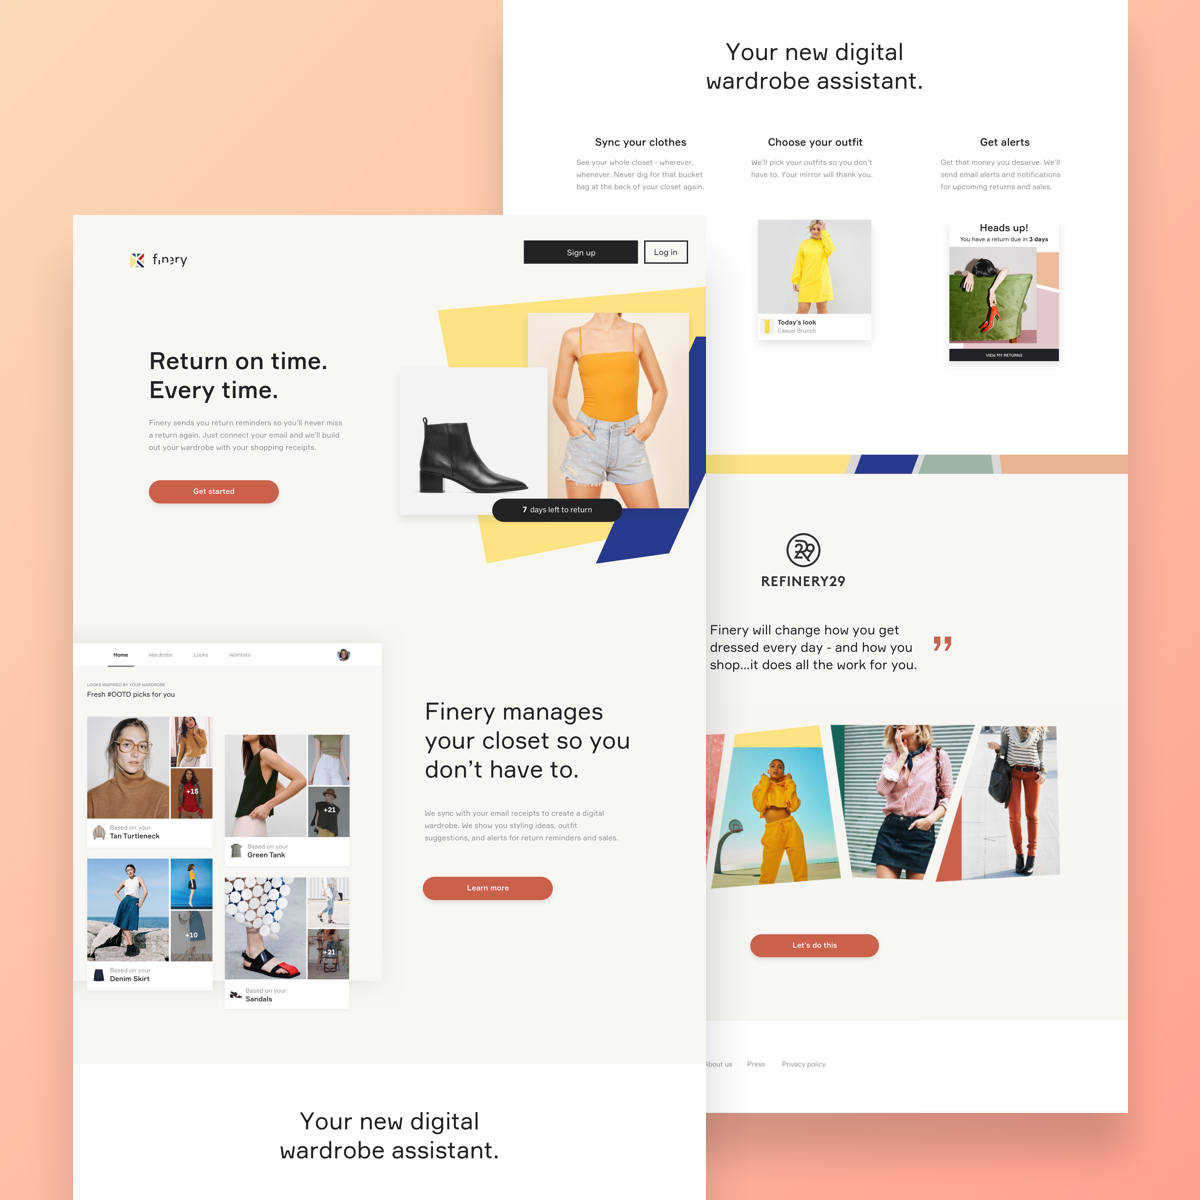 Your new digital
wardrobe assistant.
Sync your clothes
See your whole closet - wherever,
whenever. Never dig for that bucket
bag at the back of your closet again.
Choose your outfit
We'll pick your outfits so you don't
have to. Your mirror will thank you.
Get alerts
Get that money you deserve. We'll
send email alerts and notifications
for upcoming returns and sales.
Today's look
Casual Brunch
Heads up!
You have a return due in 3 days
VIEW MY RETURNS
finery
Sign up
Log in
Return on time.
Every time.
Finery sends you return reminders so you'll never miss
a return again. Just connect your email and we'll build
out your wardrobe with your shopping receipts.
Get started
7 days left to return
R29
REFINERY29
Finery will change how you get
dressed every day - and how you
shop...it does all the work for you.
”
Home
Wardrobe
Looks
Wishlists
LOOKS INSPIRED BY YOUR WARDROBE
Fresh #OOTD picks for you
+15
Based on your
Tan Turtleneck
+21
Based on your
Green Tank
+10
Based on your
Denim Skirt
+21
Based on your
Sandals
Finery manages
your closet so you
don't have to.
We sync with your email receipts to create a digital
wardrobe. We show you styling ideas, outfit
suggestions, and alerts for return reminders and sales.
Learn more
Let's do this
About us
Press
Privacy policy
Your new digital
wardrobe assistant.